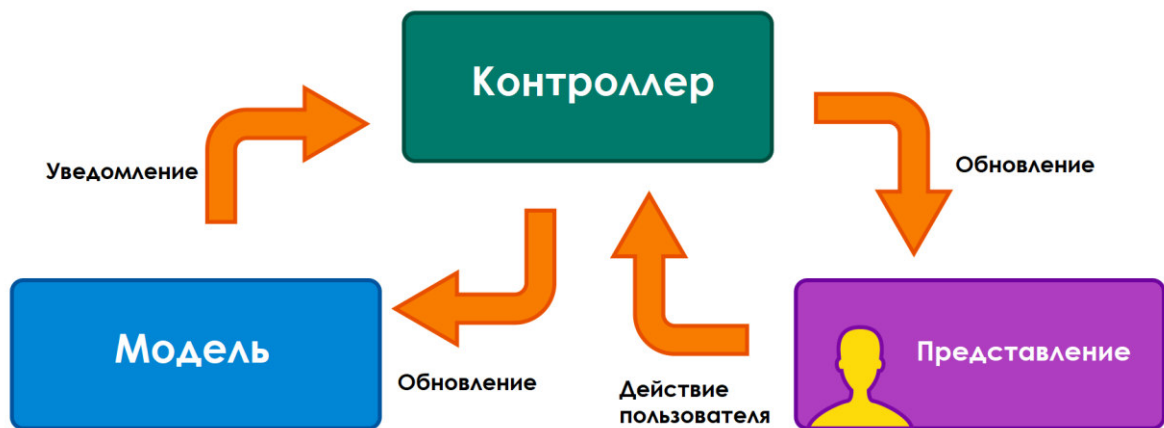 Контроллер
Уведомление
Обновление
Модель
Обновление
Действие
пользователя
Представление